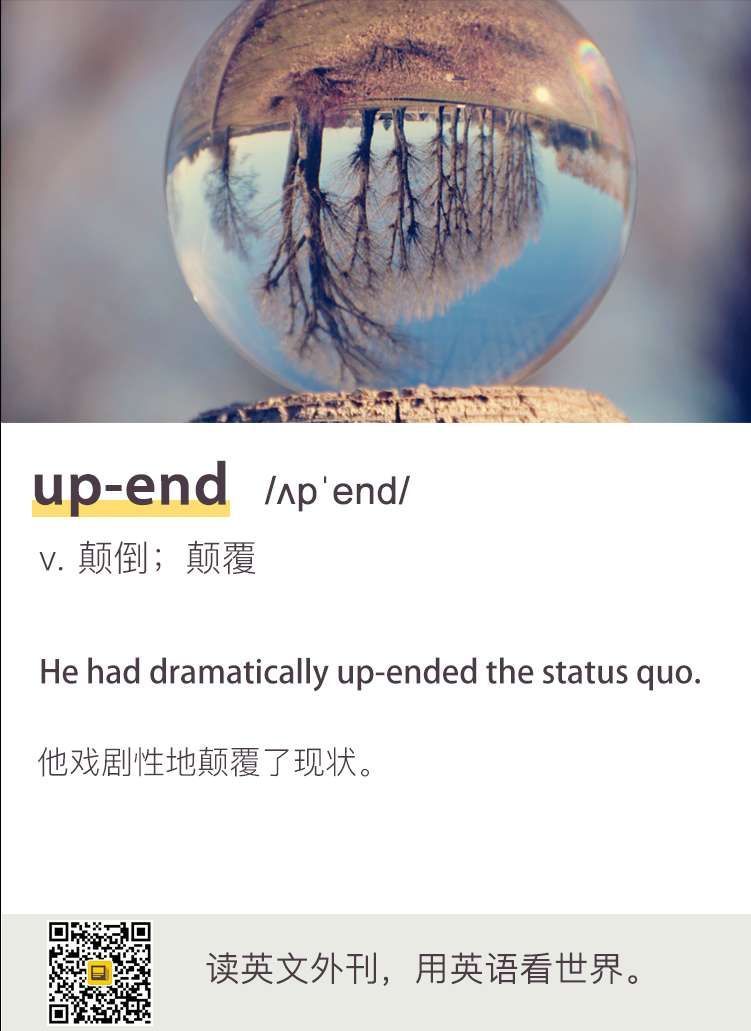 up-end /ʌpˈend/
v. 颠倒；颠覆
He had dramatically up-ended the status quo.
他戏剧性地颠覆了现状。
读英文外刊，用英语看世界。